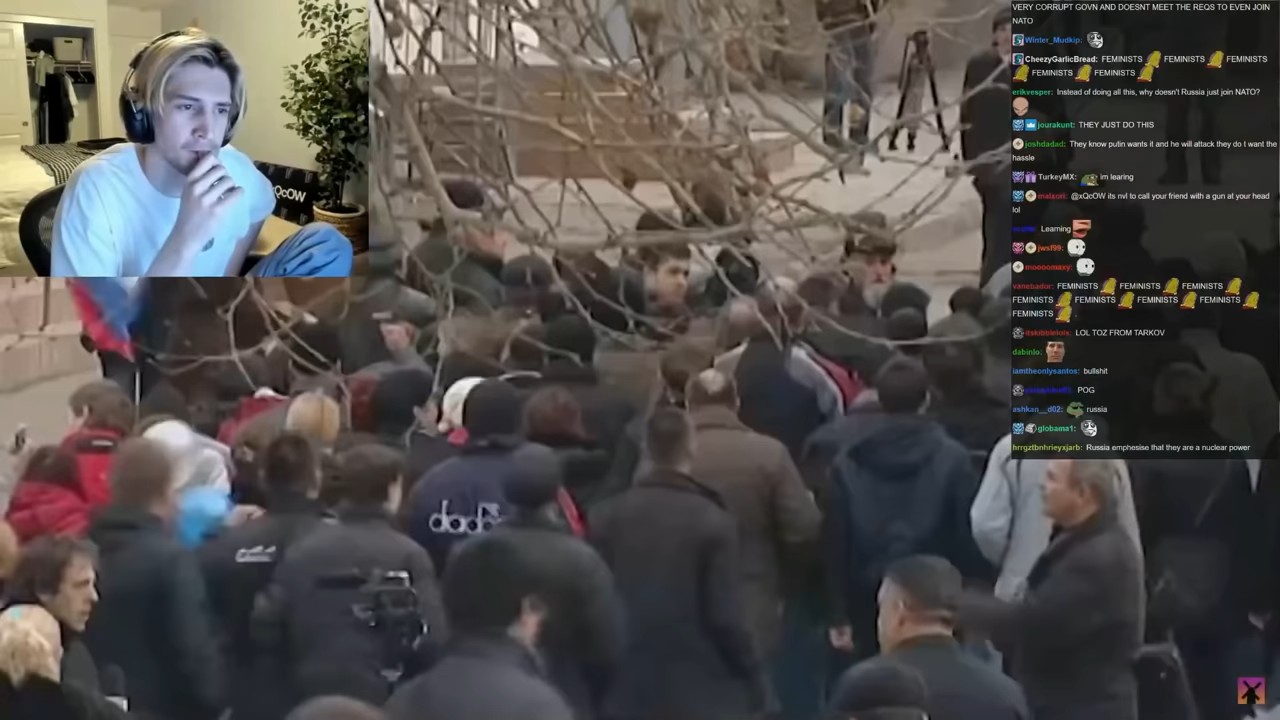 VERY CORRUPT GOVN AND DOESNT MEET THE REQS TO EVEN JOIN
NATO
Winter_Mudkip:
CheezyGarlicBread: FEMINISTS FEMINISTS FEMINISTS
FEMINISTS FEMINISTS
erikvesper: Instead of doing all this, why doesn't Russia just join NATO?
jourakunt: THEY JUST DO THIS
joshdadad: They know putin wants it and he will attack they do I want the
hassle
TurkeyMX: im learing
malxori: @xQcOW its nvl to call your friend with a gun at your head
lol
Learning
jwsf99:
muooomaxy:
vanebador: FEMINISTS FEMINISTS FEMINISTS
FEMINISTS FEMINISTS FEMINISTS FEMINISTS
FEMINISTS
LOL TOZ FROM TARKOV
dabinlo:
iamtheonlysantos: bullshit
POG
ashkan__d02: russia
globama1:
hrrgztbnhrieyxjarb: Russia emphesise that they are a nuclear power
QcOW